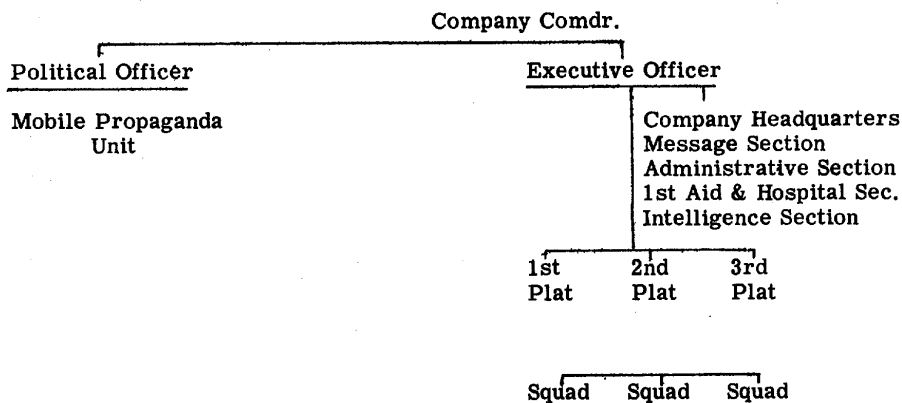 Company Comdr.
Political Officer
Executive Officer
Mobile Propaganda
Unit
Company Headquarters
Message Section
Administrative Section
1st Aid & Hospital Sec.
Intelligence Section
1st 2nd 3rd
Plat Plat Plat
Squad Squad Squad